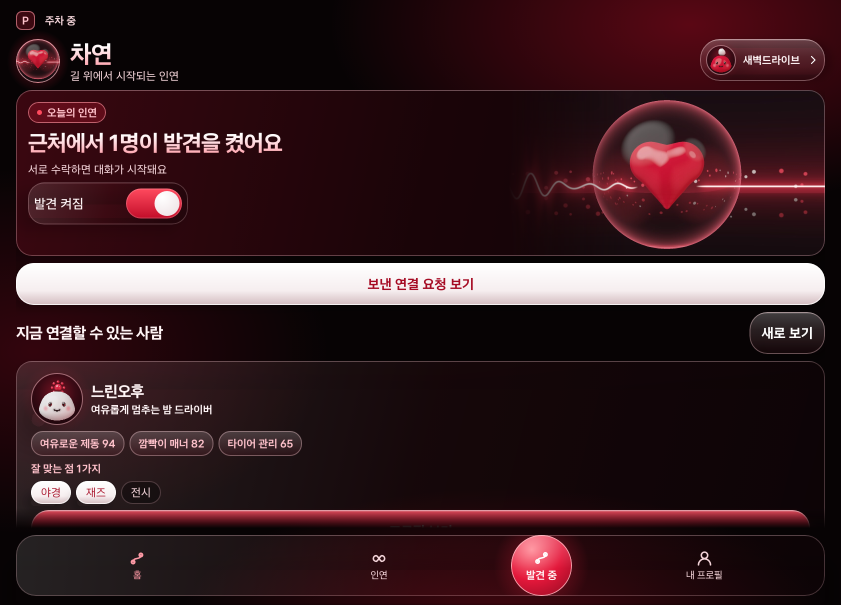 P 주차 중
차연
길 위에서 시작되는 인연
새벽드라이브
오늘의 인연
근처에서 1명이 발견을 켰어요
서로 수락하면 대화가 시작돼요
발견 켜짐
보낸 연결 요청 보기
지금 연결할 수 있는 사람
새로 보기
느린오후
여유롭게 멈추는 밤 드라이버
여유로운 제동 94 깜빡이 매너 82 타이어 관리 65
잘 맞는 점 1가지
야경 재즈 전시
홈 인연 발견 중 내 프로필